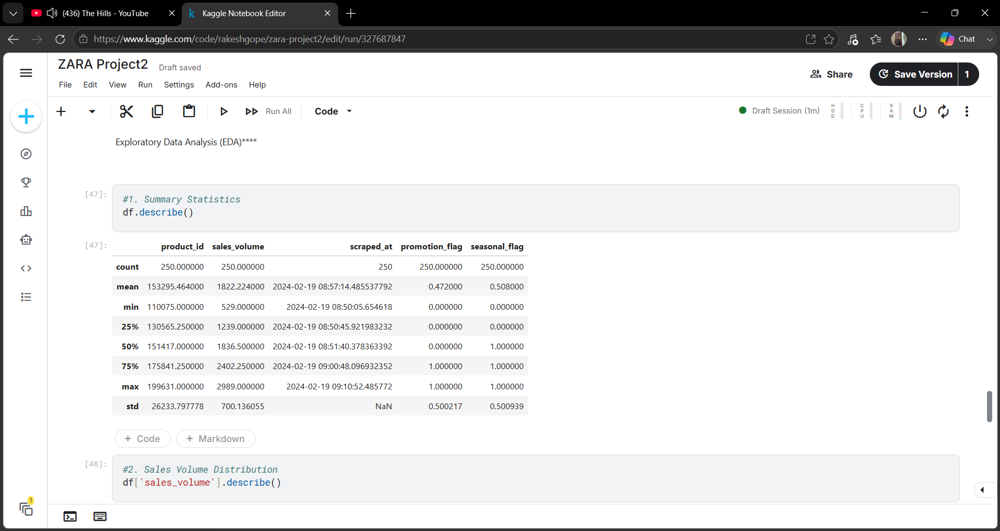 (436) The Hills - YouTube
Kaggle Notebook Editor
https://www.kaggle.com/code/rakeshgope/zara-project2/edit/run/327687847
Chat
ZARA Project2 Draft saved
File Edit View Run Settings Add-ons Help
Share
Save Version 1
Run All
Code
Draft Session (1m)
HDD
CPU
RAM
Exploratory Data Analysis (EDA)****
[47]:
#1. Summary Statistics
df.describe()
[47]:
product_id sales_volume scraped_at promotion_flag seasonal_flag
count 250.000000 250.000000 250 250.000000 250.000000
mean 153295.464000 1822.224000 2024-02-19 08:57:14.485537792 0.472000 0.508000
min 110075.000000 529.000000 2024-02-19 08:50:05.654618 0.000000 0.000000
25% 130565.250000 1239.000000 2024-02-19 08:50:45.921983232 0.000000 0.000000
50% 151417.000000 1836.500000 2024-02-19 08:51:40.378363392 0.000000 1.000000
75% 175841.250000 2402.250000 2024-02-19 09:00:48.096932352 1.000000 1.000000
max 199631.000000 2989.000000 2024-02-19 09:10:52.485772 1.000000 1.000000
std 26233.797778 700.136055 NaN 0.500217 0.500939
+ Code + Markdown
[48]:
#2. Sales Volume Distribution
df['sales_volume'].describe()
1